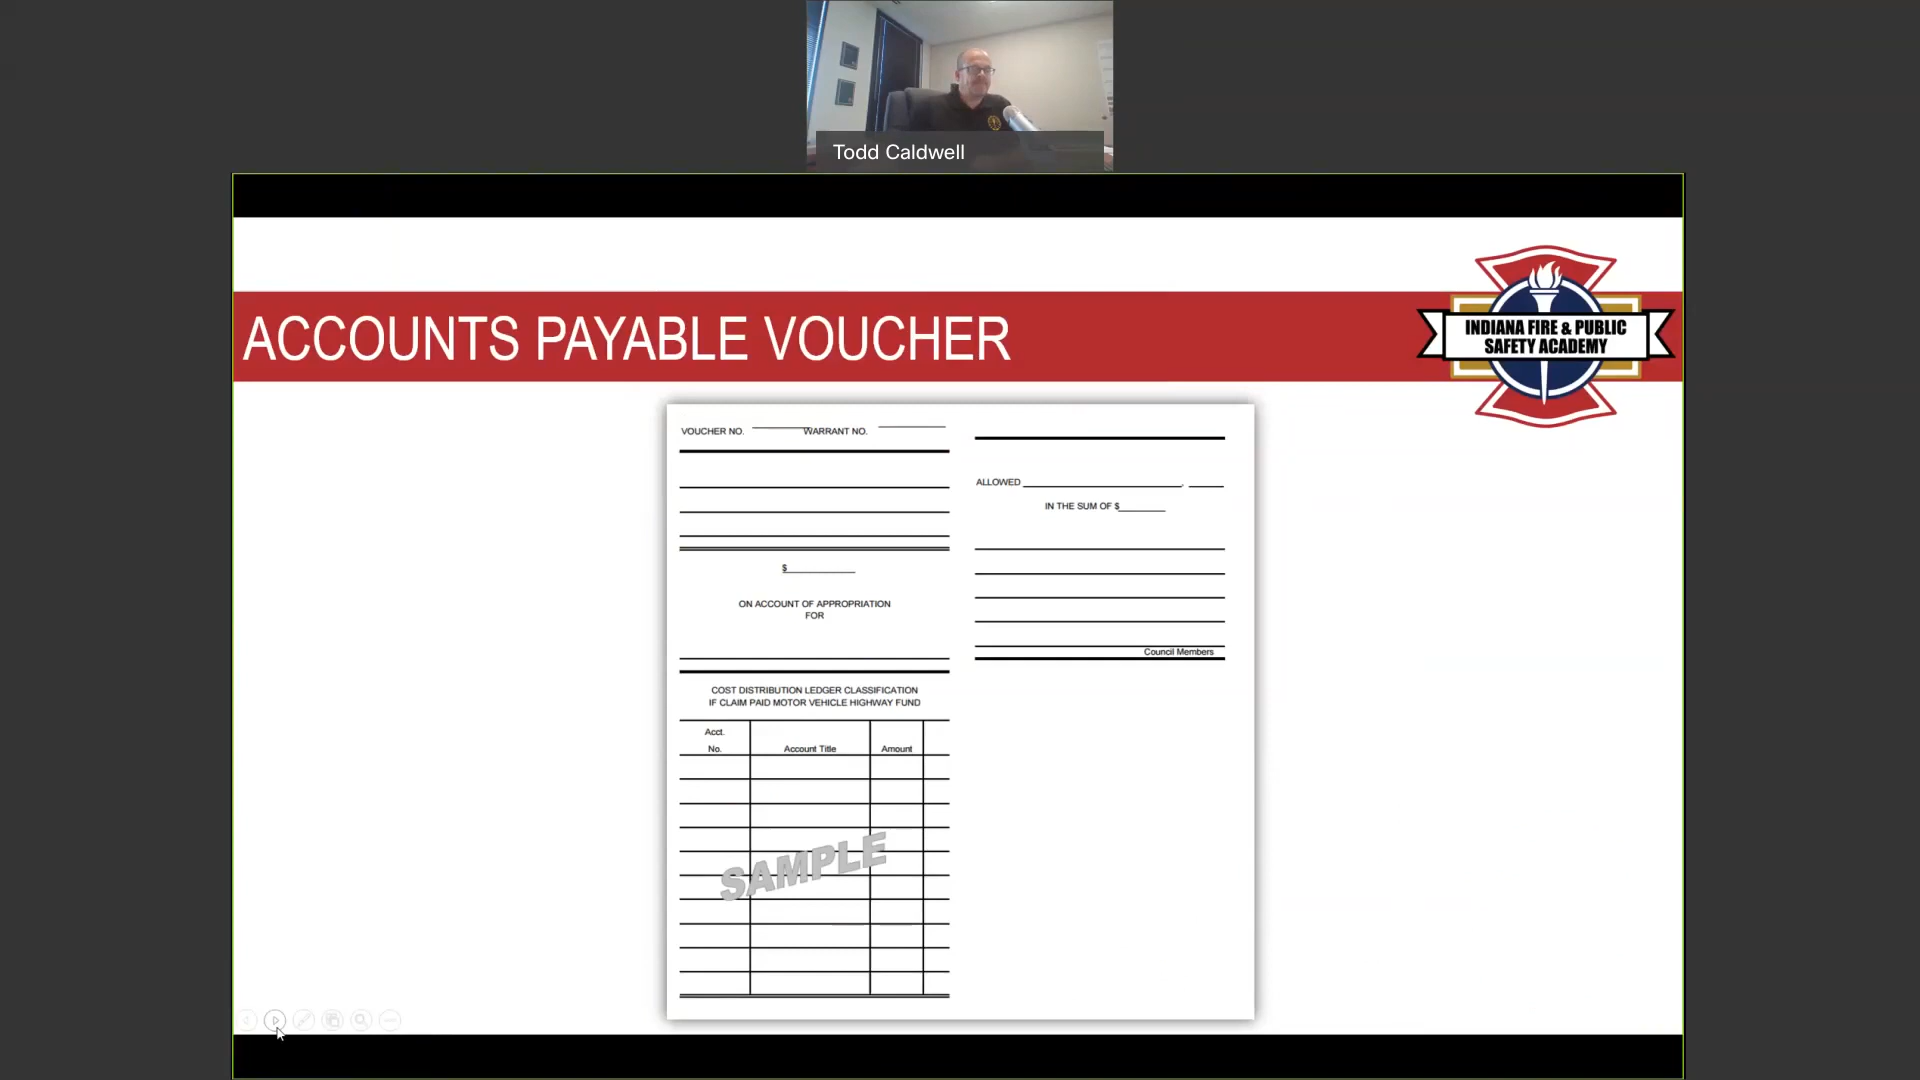 Todd Caldwell
ACCOUNTS PAYABLE VOUCHER
INDIANA FIRE & PUBLIC
SAFETY ACADEMY
VOUCHER NO. WARRANT NO.
$
ON ACCOUNT OF APPROPRIATION
FOR
COST DISTRIBUTION LEDGER CLASSIFICATION
IF CLAIM PAID MOTOR VEHICLE HIGHWAY FUND
Acct.
No. Account Title Amount
SAMPLE
ALLOWED ,
IN THE SUM OF $
Council Members